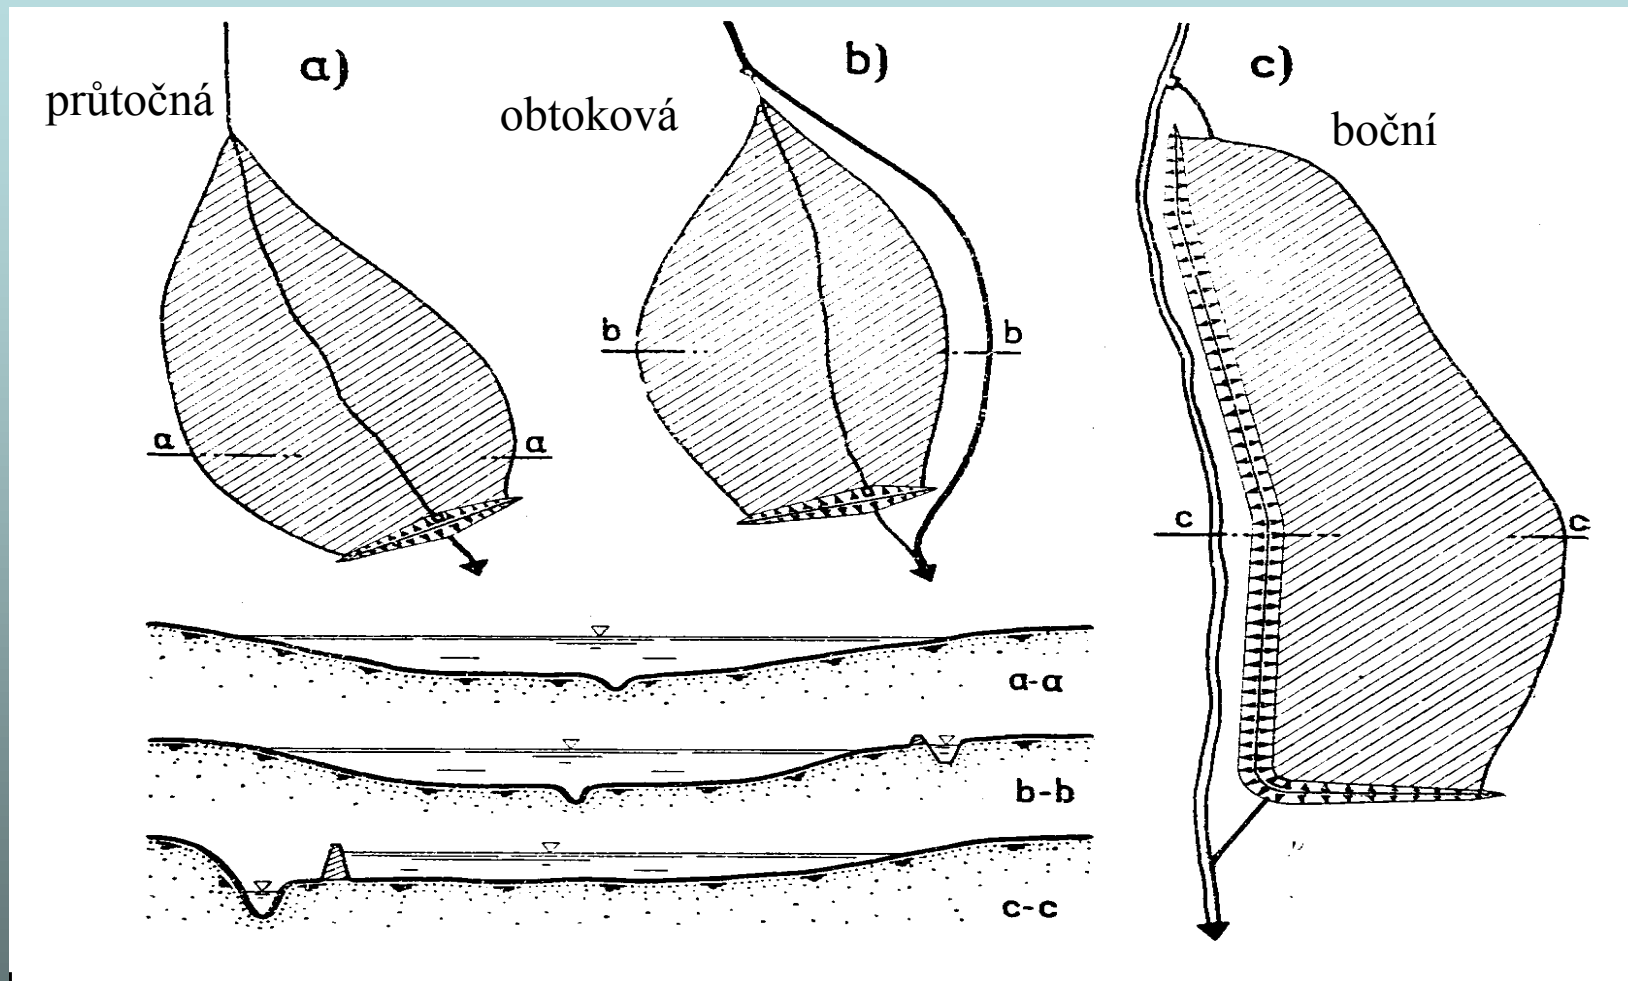 a)
průtočná
b)
obtoková
c)
boční
b b
a a
c c
a-a
b-b
c-c